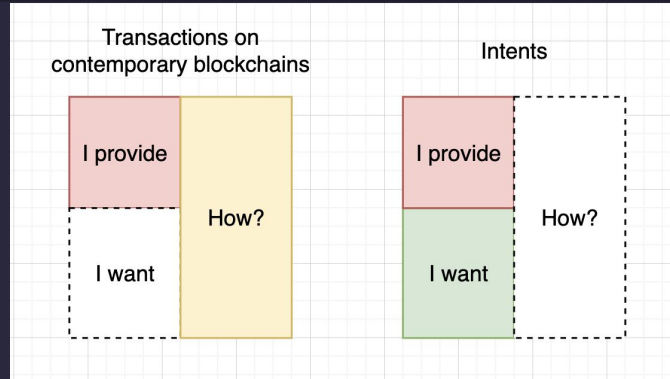 Transactions on
contemporary blockchains
I provide
I want
How?
Intents
I provide
I want
How?